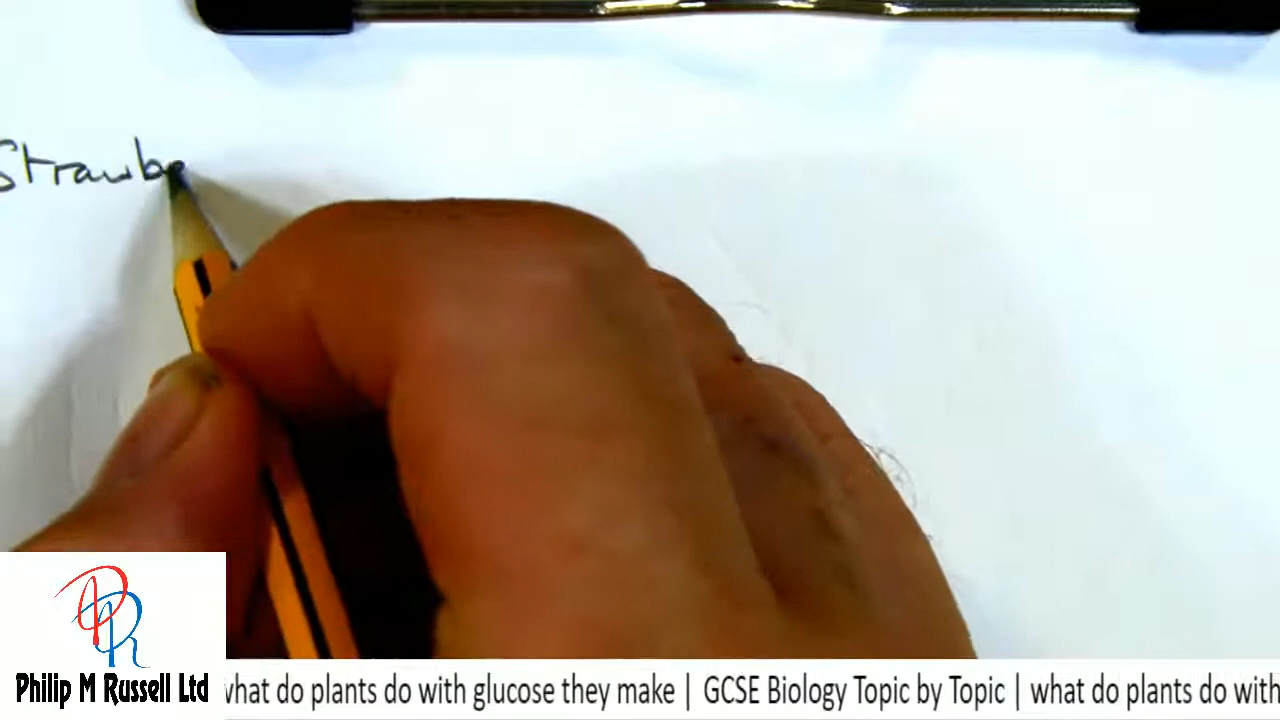 Strawbe
Philip M Russell Ltd
what do plants do with glucose they make | GCSE Biology Topic by Topic | what do plants do with